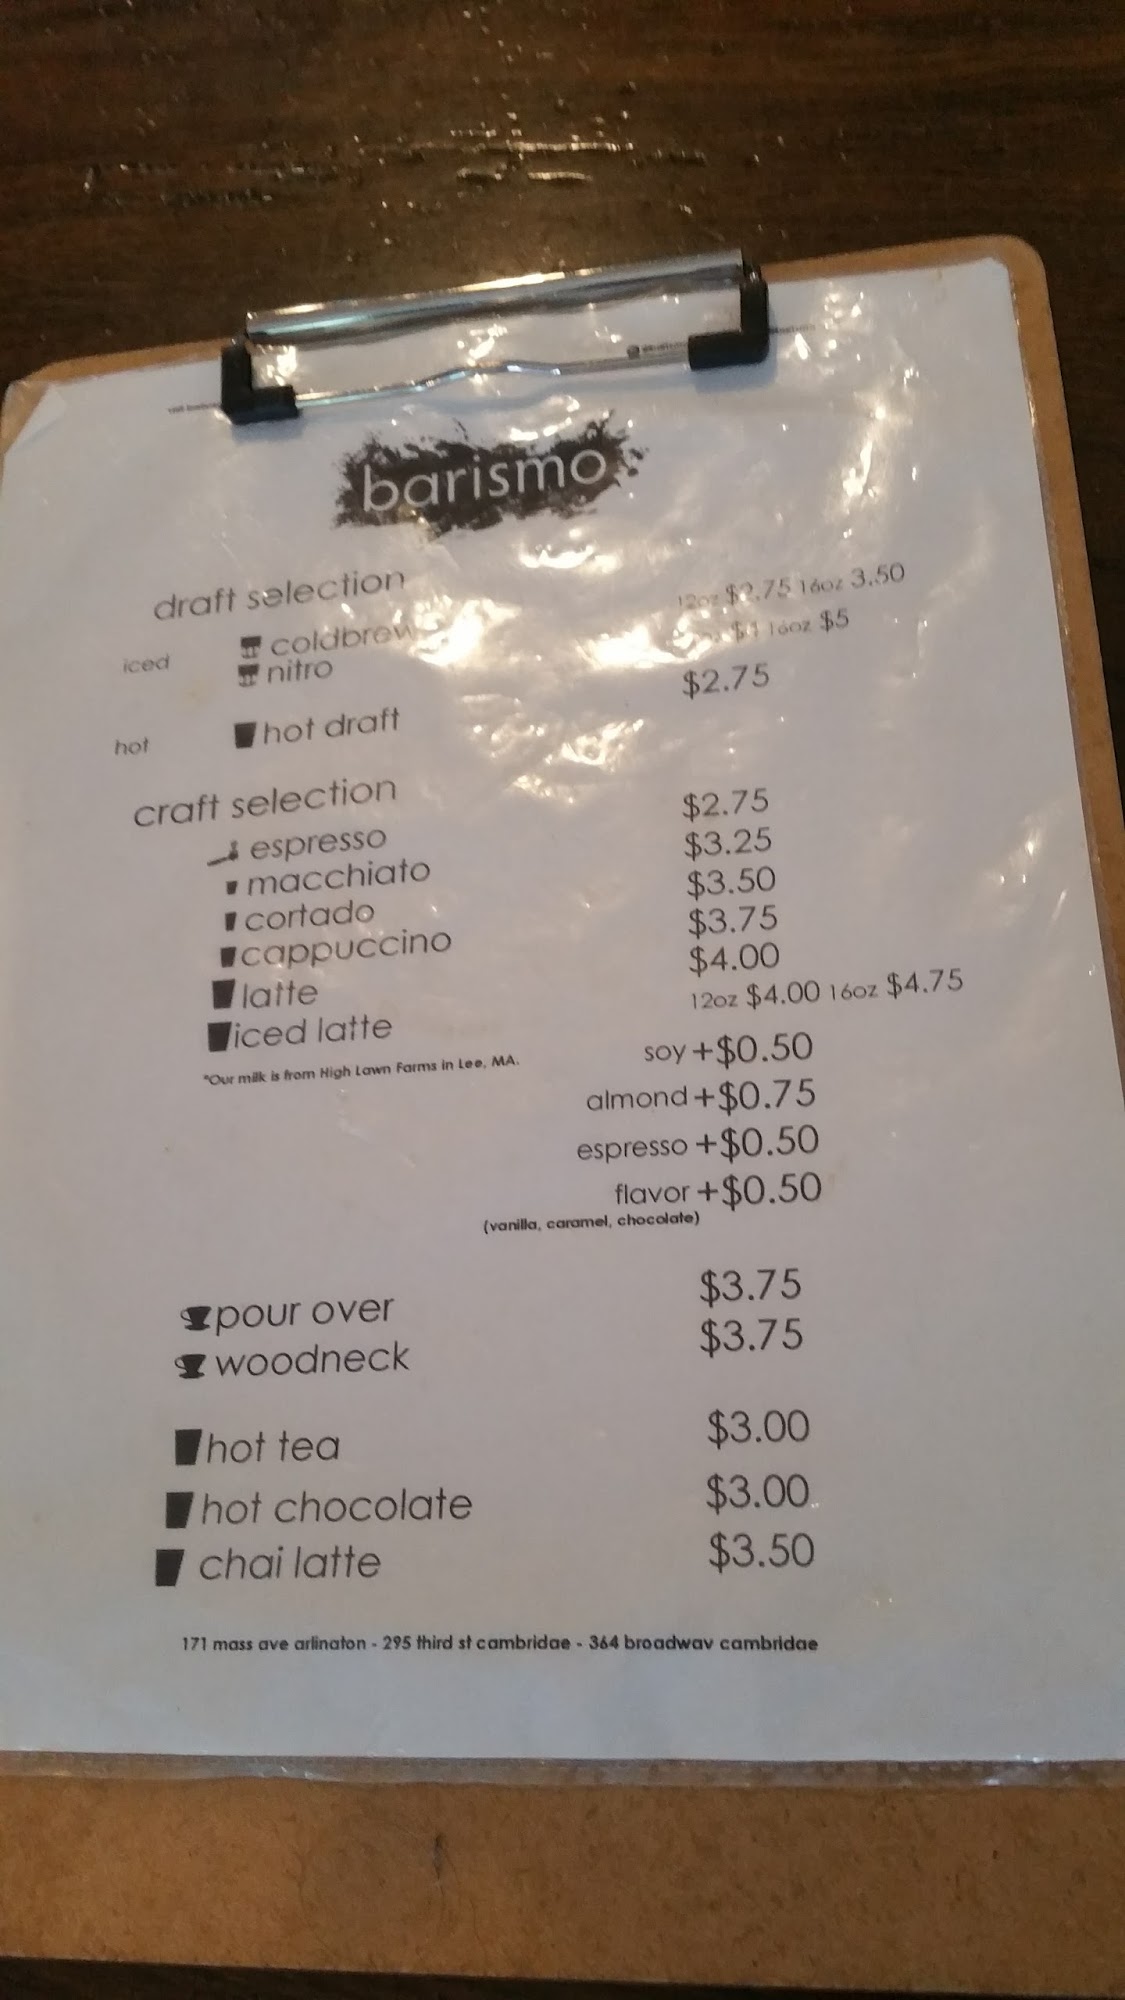 barismo
draft selection
iced coldbrew 12oz $2.75 16oz 3.50
nitro $4 16oz $5
hot hot draft $2.75
craft selection
espresso $2.75
macchiato $3.25
cortado $3.50
cappuccino $3.75
latte $4.00
iced latte 12oz $4.00 16oz $4.75
*Our milk is from High Lawn Farms in Lee, MA.
soy +$0.50
almond +$0.75
espresso +$0.50
flavor +$0.50
(vanilla, caramel, chocolate)
pour over $3.75
woodneck $3.75
hot tea $3.00
hot chocolate $3.00
chai latte $3.50
171 mass ave arlington - 295 third st cambridge - 364 broadway cambridge